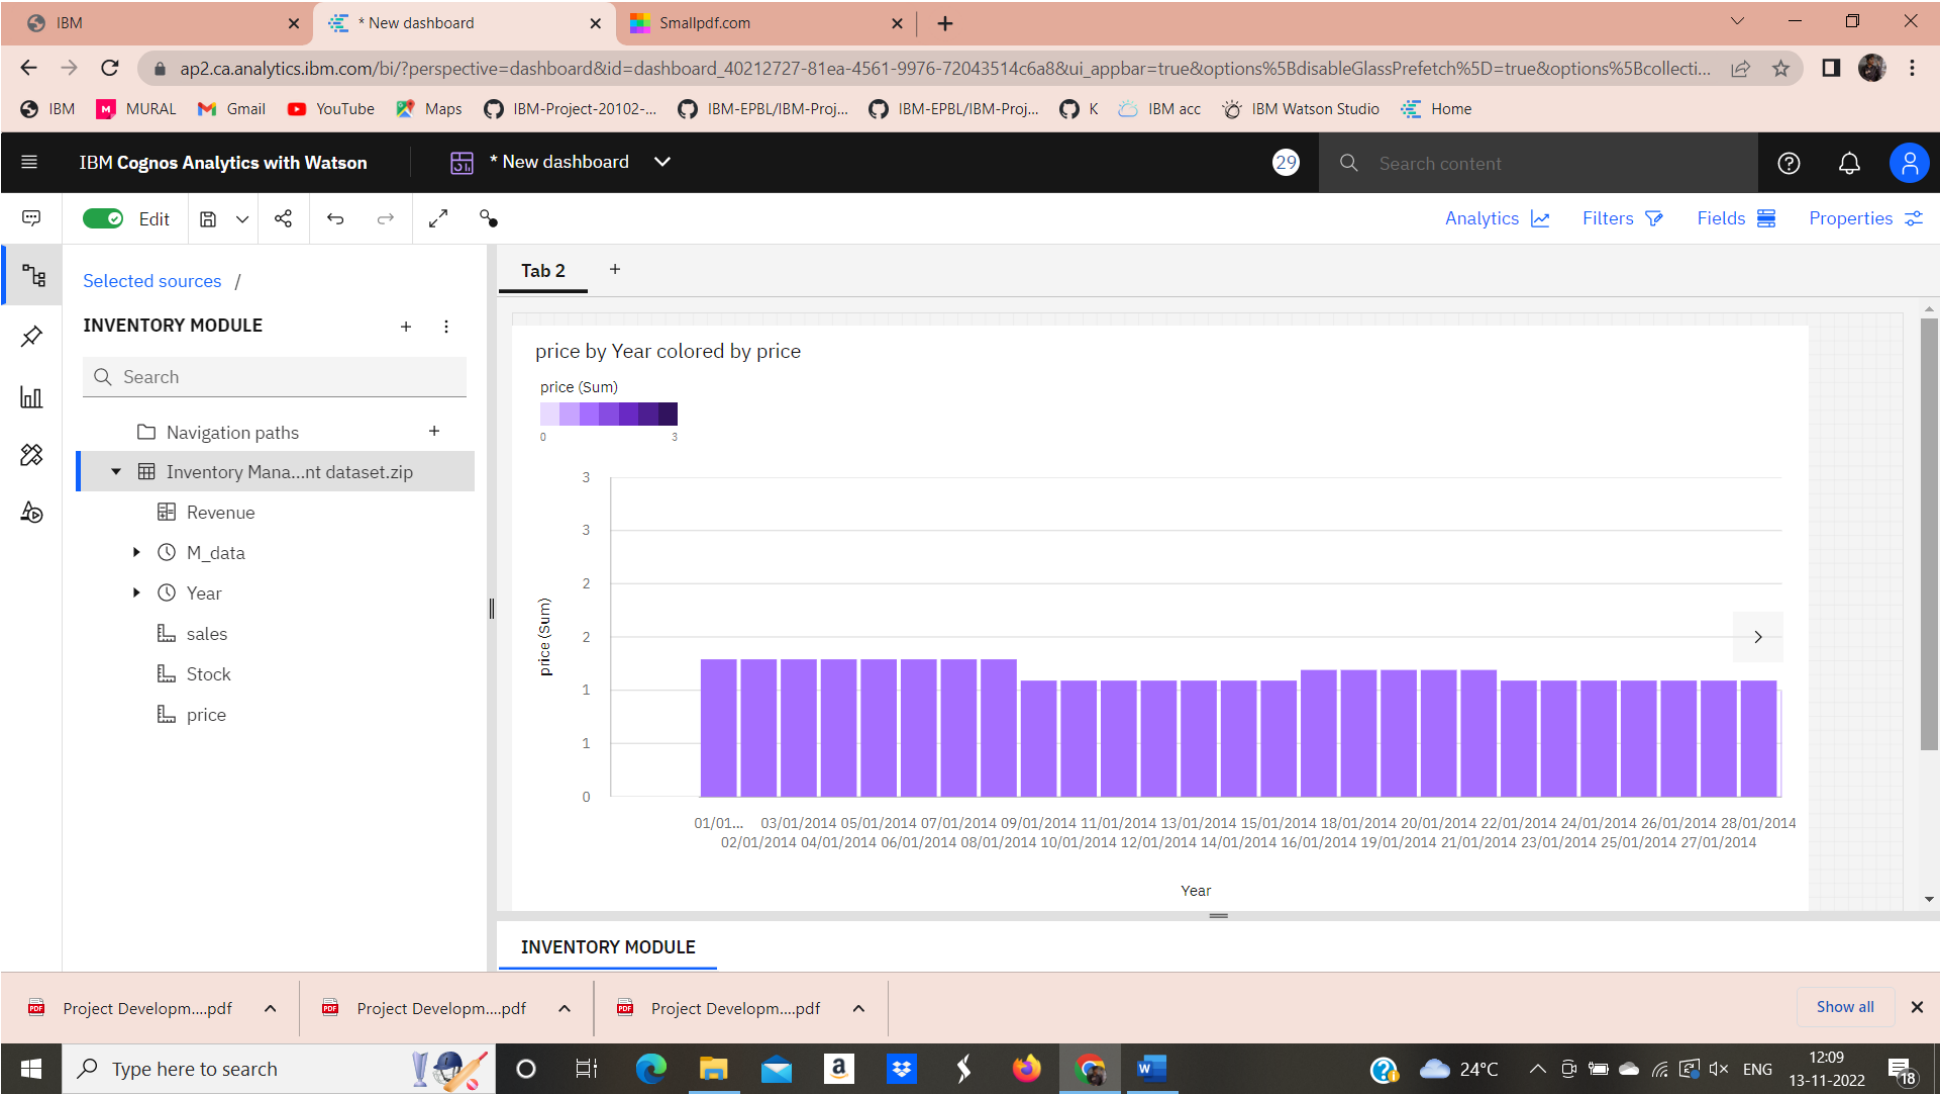 IBM
* New dashboard
Smallpdf.com
ap2.ca.analytics.ibm.com/bi/?perspective=dashboard&id=dashboard_40212727-81ea-4561-9976-72043514c6a8&ui_appbar=true&options%5BdisableGlassPrefetch%5D=true&options%5Bcollecti...
IBM
MURAL
Gmail
YouTube
Maps
IBM-Project-20102-...
IBM-EPBL/IBM-Proj...
IBM-EPBL/IBM-Proj...
K
IBM acc
IBM Watson Studio
Home
IBM Cognos Analytics with Watson
* New dashboard
29
Search content
Edit
Analytics
Filters
Fields
Properties
Selected sources /
INVENTORY MODULE
Search
Navigation paths
Inventory Mana...nt dataset.zip
Revenue
M_data
Year
sales
Stock
price
Tab 2
price by Year colored by price
price (Sum)
0 3
3
3
2
2
1
1
0
price (Sum)
01/01... 03/01/2014 05/01/2014 07/01/2014 09/01/2014 11/01/2014 13/01/2014 15/01/2014 18/01/2014 20/01/2014 22/01/2014 24/01/2014 26/01/2014 28/01/2014
02/01/2014 04/01/2014 06/01/2014 08/01/2014 10/01/2014 12/01/2014 14/01/2014 16/01/2014 19/01/2014 21/01/2014 23/01/2014 25/01/2014 27/01/2014
Year
INVENTORY MODULE
Project Developm....pdf
Project Developm....pdf
Project Developm....pdf
Show all
Type here to search
24°C
ENG
12:09
13-11-2022
18